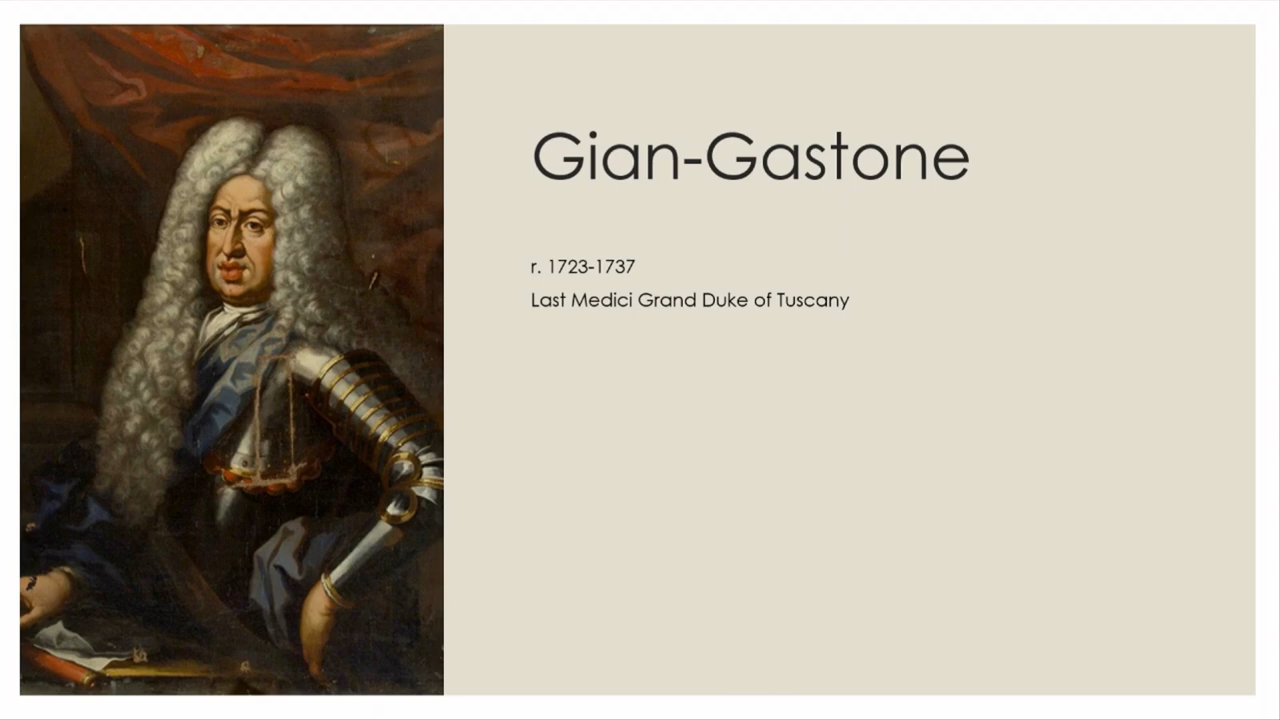 Gian-Gastone
r. 1723-1737
Last Medici Grand Duke of Tuscany